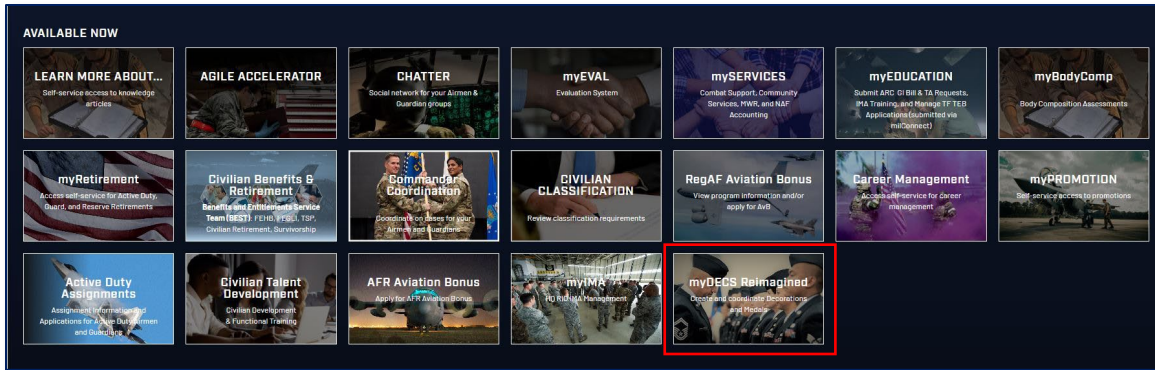 AVAILABLE NOW
LEARN MORE ABOUT...
Self-service access to knowledge
articles
AGILE ACCELERATOR
CHATTER
Social network for your Airmen &
Guardian groups
myEVAL
Evaluation System
mySERVICES
Combat Support, Community
Services, MWR, and NAF
Accounting
myEDUCATION
Submit ARC GI Bill & TA Requests,
IMA Training, and Manage TF TEB
Applications (submitted via
milConnect)
myBodyComp
Body Composition Assessments
myRetirement
Access self-service for Active Duty,
Guard, and Reserve Retirements
Civilian Benefits &
Retirement
Benefits and Entitlements Service
Team (BEST): FEHB, FEGLI, TSP,
Civilian Retirement, Survivorship
Commander
Coordination
Coordinate on cases for your
Airmen and Guardians
CIVILIAN
CLASSIFICATION
Review classification requirements
RegAF Aviation Bonus
View program information and/or
apply for AvB
Career Management
Access self-service for career
management
myPROMOTION
Self-service access to promotions
Active Duty
Assignments
Assignment Information and
Applications for Active Duty Airmen
and Guardians
Civilian Talent
Development
Civilian Development
& Functional Training
AFR Aviation Bonus
Apply for AFR Aviation Bonus
myIMA
HQ RIO IMA Management
myDECS Reimagined
Create and coordinate Decorations
and Medals